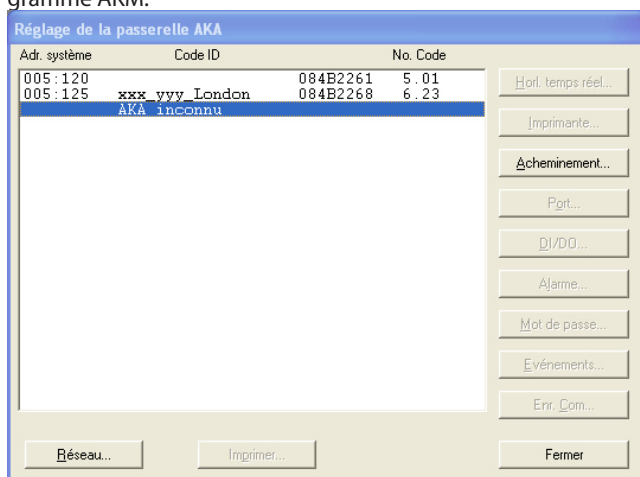 gramme AKM.
Réglage de la passerelle AKA
Adr. système Code ID No. Code
005:120 084B2261 5.01
005:125 xxx_yyy_London 084B2268 6.23
AKA inconnu
Horl. temps réel...
Imprimante...
Acheminement...
Port...
DI/DO...
Alarme...
Mot de passe...
Evénements...
Enr. Com...
Réseau... Imprimer... Fermer